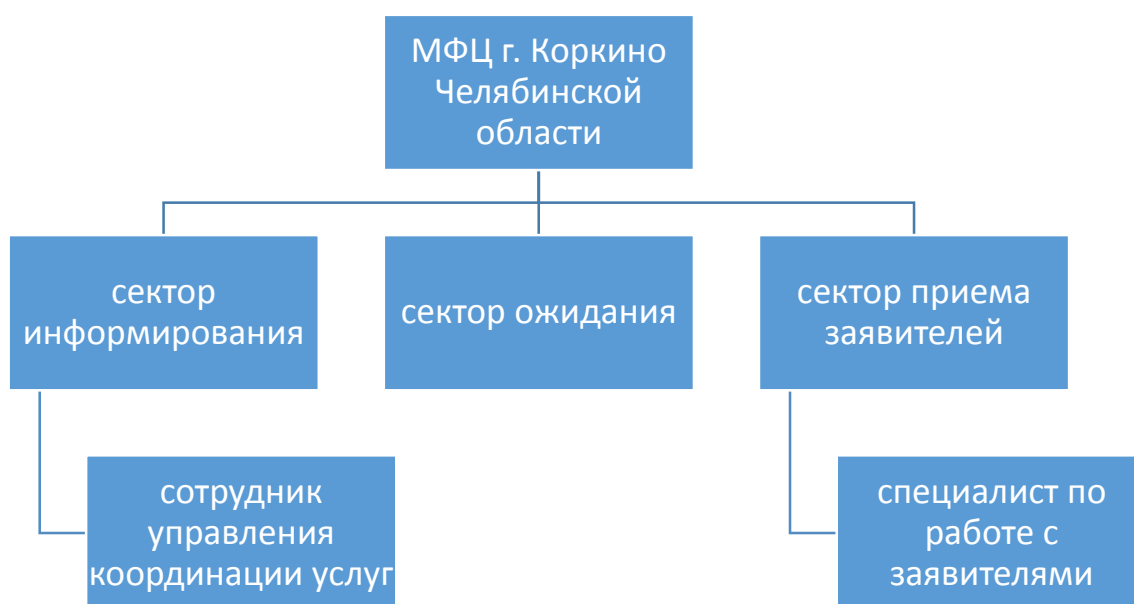 МФЦ г. Коркино
Челябинской
области
сектор
информирования
сектор ожидания
сектор приема
заявителей
сотрудник
управления
координации услуг
специалист по
работе с
заявителями